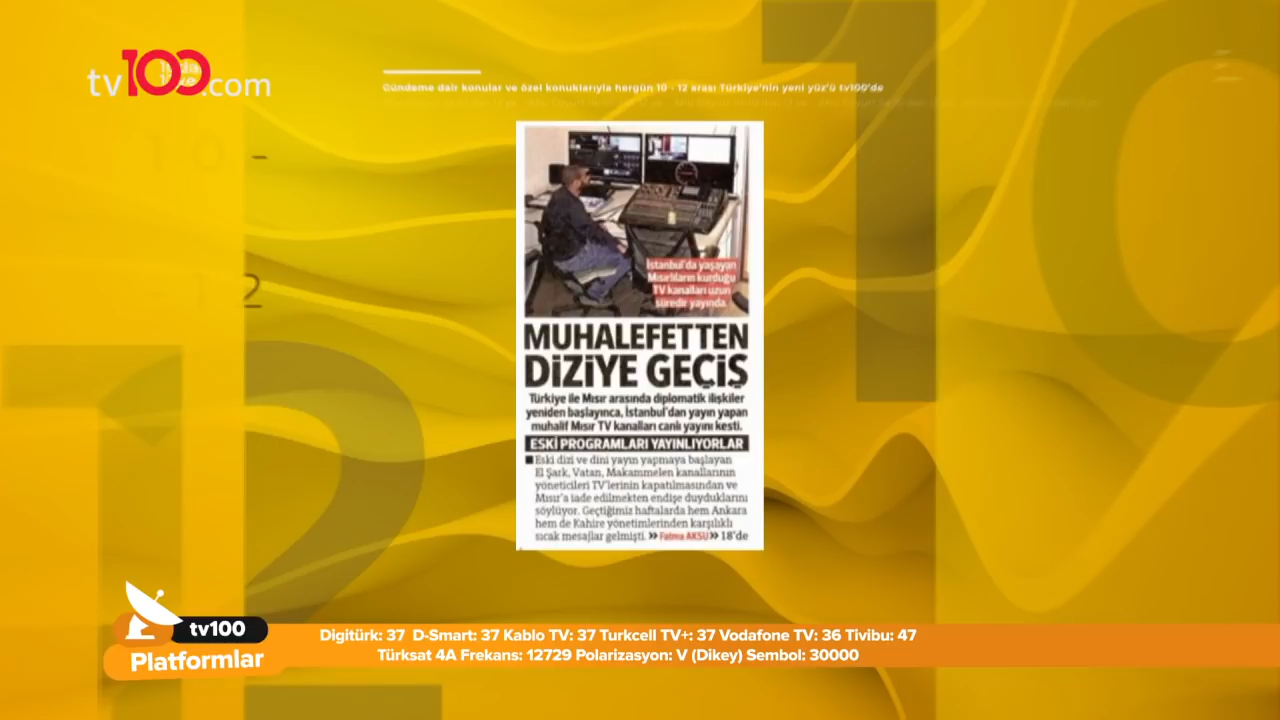 tv100.com
Gündeme dair konular ve özel konuklarıyla hergün 10 - 12 arası Türkiye'nin yeni yüz'ü tv100'de
10 -
12
10
12
İstanbul'da yaşayan
Mısırlıların kurduğu
TV kanalları uzun
süredir yayında.
MUHALEFETTEN
DİZİYE GEÇİŞ
Türkiye ile Mısır arasında diplomatik ilişkiler
yeniden başlayınca, İstanbul'dan yayın yapan
muhalif Mısır TV kanalları canlı yayını kesti.
ESKİ PROGRAMLARI YAYINLIYORLAR
Eski dizi ve dini yayın yapmaya başlayan
El Şark, Vatan, Makammelen kanallarının
yöneticileri TV'lerinin kapatılmasından ve
Mısır'a iade edilmekten endişe duyduklarını
söylüyor. Geçtiğimiz haftalarda hem Ankara
hem de Kahire yönetimlerinden karşılıklı
sıcak mesajlar gelmişti. » Fatma AKSU » 18'de
tv100
Platformlar
Digitürk: 37 D-Smart: 37 Kablo TV: 37 Turkcell TV+: 37 Vodafone TV: 36 Tivibu: 47
Türksat 4A Frekans: 12729 Polarizasyon: V (Dikey) Sembol: 30000